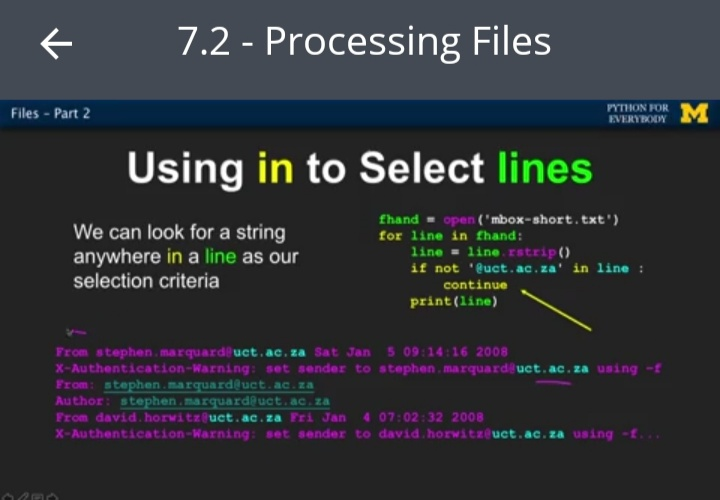 7.2 - Processing Files
Files - Part 2
PYTHON FOR
EVERYBODY
M
Using in to Select lines
We can look for a string
anywhere in a line as our
selection criteria
fhand = open('mbox-short.txt')
for line in fhand:
line = line.rstrip()
if not '@uct.ac.za' in line :
continue
print(line)
From stephen.marquard@uct.ac.za Sat Jan 5 09:14:16 2008
X-Authentication-Warning: set sender to stephen.marquard@uct.ac.za using -f
From: stephen.marquard@uct.ac.za
Author: stephen.marquard@uct.ac.za
From david.horwitz@uct.ac.za Fri Jan 4 07:02:32 2008
X-Authentication-Warning: set sender to david.horwitz@uct.ac.za using -f...